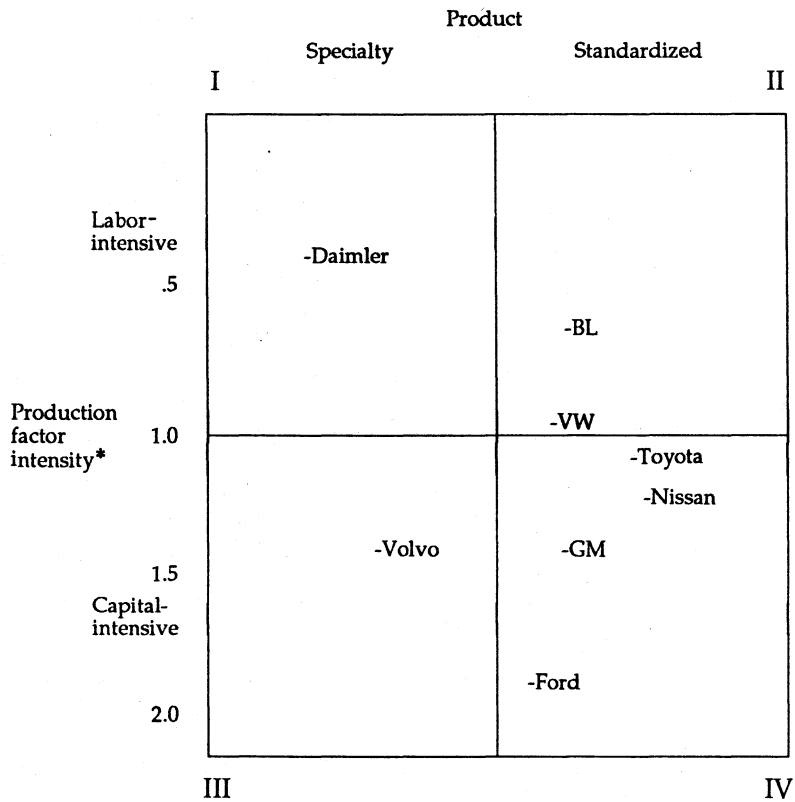 Product
Specialty Standardized
I II
Labor-
intensive
-Daimler
.5
-BL
Production
factor
intensity*
1.0
-VW
-Toyota
-Nissan
-Volvo -GM
1.5
Capital-
intensive
-Ford
2.0
III IV